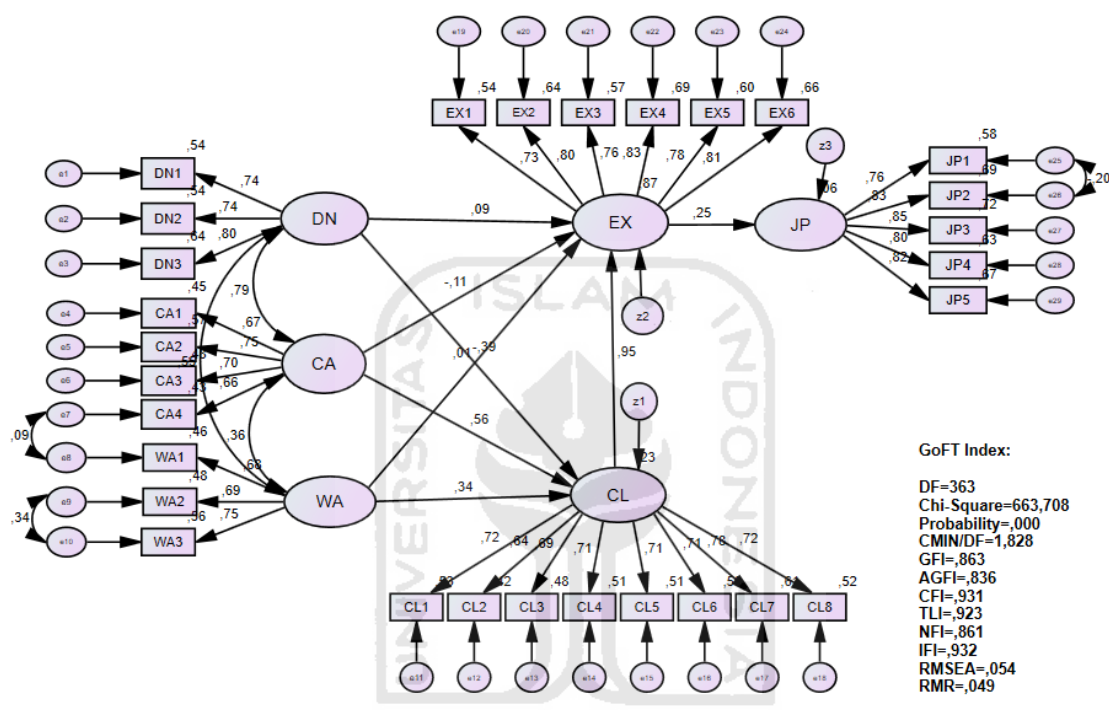 e19 e20 e21 e22 e23 e24
,54 ,64 ,57 ,69 ,60 ,66
EX1 EX2 EX3 EX4 EX5 EX6
,73 ,80 ,76 ,83 ,78 ,81
z3
,58
JP1 e25
,54
e1 DN1
,74
,87
,06
,76
,69
-,20
JP2 e26
,83
,54
e2 DN2
,74
DN
,09
EX
,25
JP
,72
,85
JP3 e27
,64
,80
e3 DN3
,63
,80
JP4 e28
,67
,82
JP5 e29
,45
,79
-,11
ISLAM
e4 CA1
,67
z2
,57
e5 CA2
,75
CA
,01
-,39
,95
e6 CA3
,70
,55
,43
,66
e7 CA4
,56
z1
,09
,46
,36
e8 WA1
,68
,23
,48
e9 WA2
,69
WA
,34
CL
,34
,56
,75
e10 WA3
UNIVERSITAS
INDONESIA
,72 ,64 ,69 ,71 ,71 ,71 ,78 ,72
,48 ,51 ,51 ,52
CL1 CL2 CL3 CL4 CL5 CL6 CL7 CL8
e11 e12 e13 e14 e15 e16 e17 e18
GoFT Index:
DF=363
Chi-Square=663,708
Probability=,000
CMIN/DF=1,828
GFI=,863
AGFI=,836
CFI=,931
TLI=,923
NFI=,861
IFI=,932
RMSEA=,054
RMR=,049